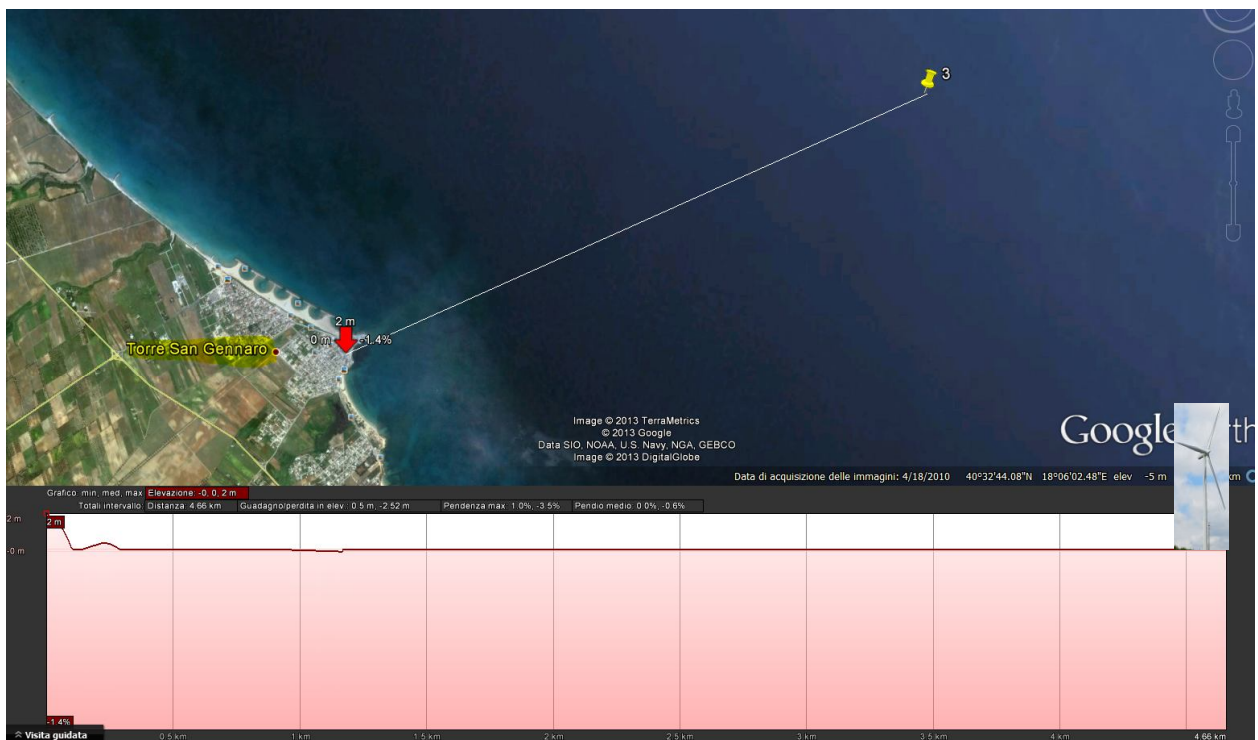 3
2 m
0 m
-1.4%
Torre San Gennaro
Image © 2013 TerraMetrics
© 2013 Google
Data SIO, NOAA, U.S. Navy, NGA, GEBCO
Image © 2013 DigitalGlobe
Google
rth
Data di acquisizione delle immagini: 4/18/2010 40°32'44.08"N 18°06'02.48"E elev -5 m km
Grafico: min, med, max Elevazione: -0, 0, 2 m
Totali intervallo: Distanza: 4.66 km Guadagno/perdita in elev.: 0.5 m, -2.52 m Pendenza max.: 1.0%, -3.5% Pendio medio: 0.0%, -0.6%
2 m
2 m
-0 m
-1.4%
Visita guidata
0.5 km 1 km 1.5 km 2 km 2.5 km 3 km 3.5 km 4 km 4.66 km